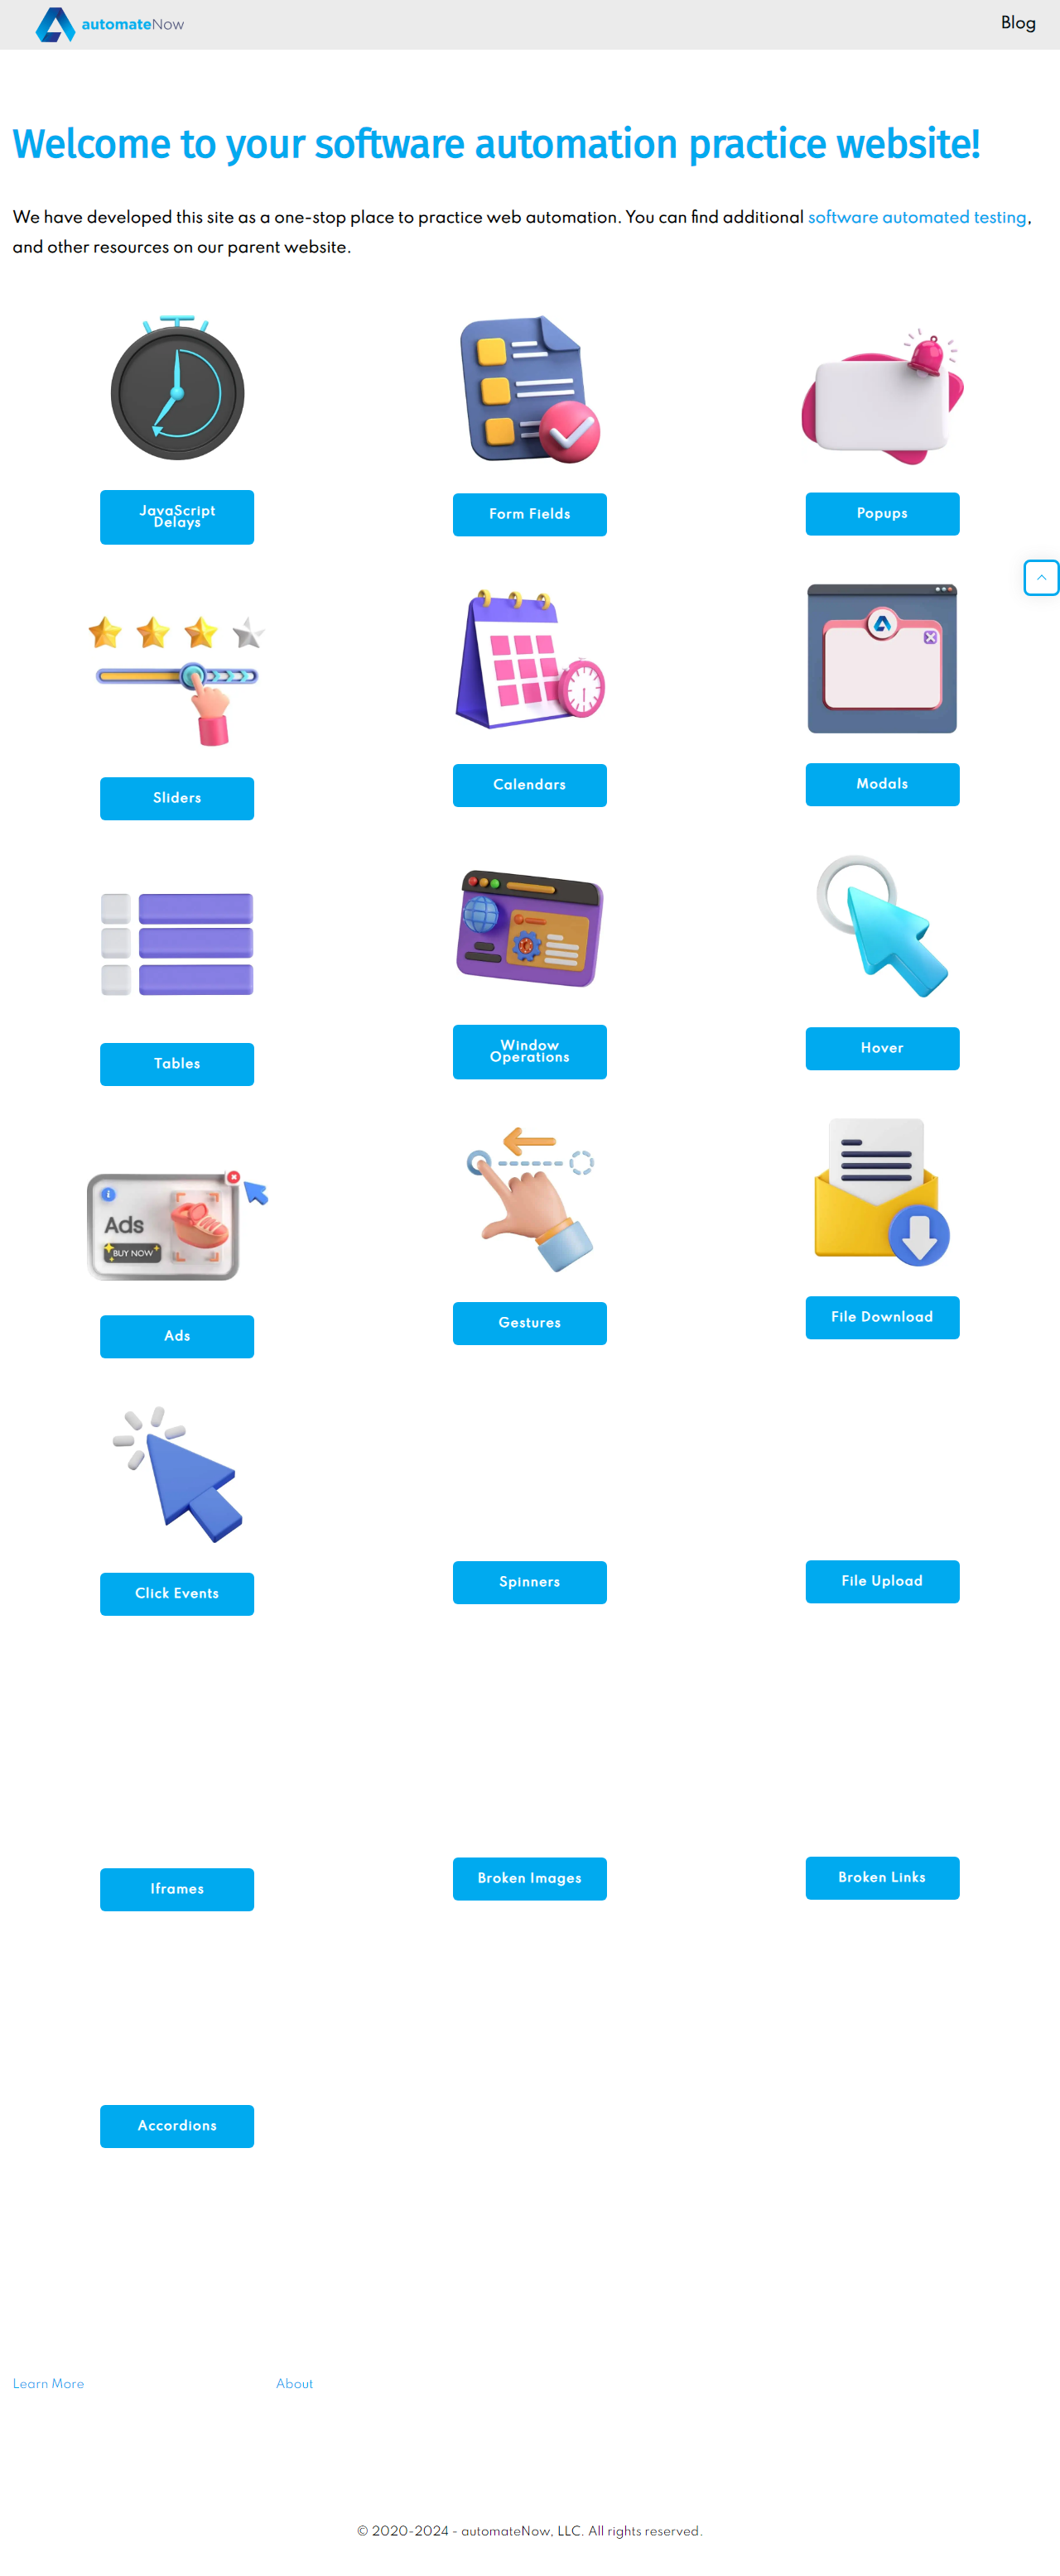 automateNow
Blog
Welcome to your software automation practice website!
We have developed this site as a one-stop place to practice web automation. You can find additional software automated testing,
and other resources on our parent website.
JavaScript
Delays
Form Fields
Popups
Sliders
Calendars
Modals
Tables
Window
Operations
Hover
Ads
BUY NOW
Ads
Gestures
File Download
Click Events
Spinners
File Upload
Iframes
Broken Images
Broken Links
Accordions
Learn More
About
© 2020-2024 - automateNow, LLC. All rights reserved.